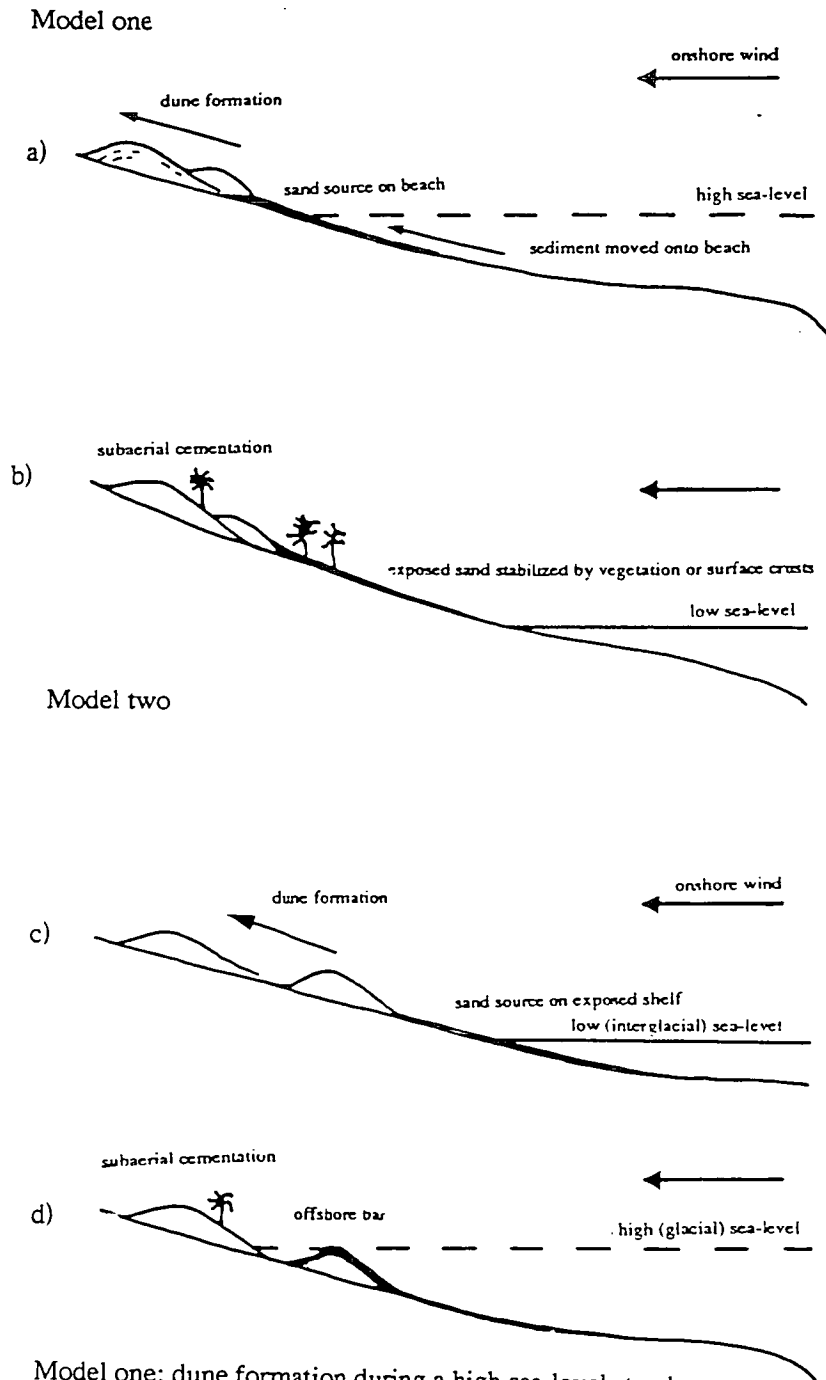 Model one
onshore wind
dune formation
a)
sand source on beach
high sea-level
sediment moved onto beach
subaerial cementation
b)
exposed sand stabilized by vegetation or surface crusts
low sea-level
Model two
onshore wind
dune formation
c)
sand source on exposed shelf
low (interglacial) sea-level
subaerial cementation
d)
offshore bar
high (glacial) sea-level
Model one: dune formation during a high sea-level